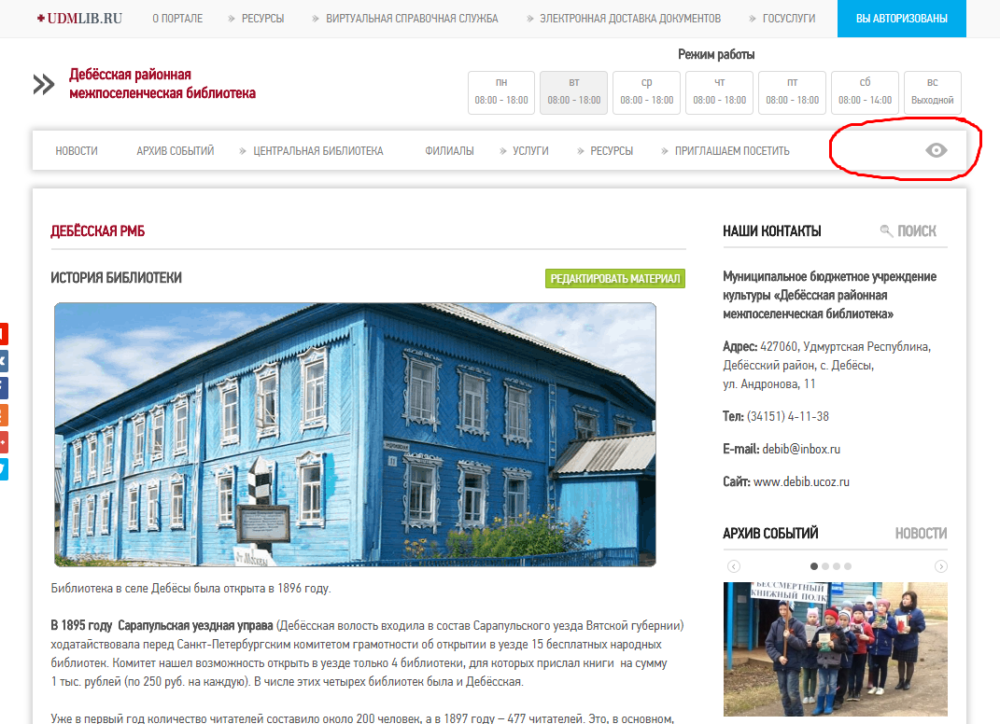 UDMLIB.RU О ПОРТАЛЕ РЕСУРСЫ ВИРТУАЛЬНАЯ СПРАВОЧНАЯ СЛУЖБА ЭЛЕКТРОННАЯ ДОСТАВКА ДОКУМЕНТОВ ГОСУСЛУГИ ВЫ АВТОРИЗОВАНЫ
Дебёсская районная
межпоселенческая библиотека
Режим работы
пн вт ср чт пт сб вс
08:00 - 18:00 08:00 - 18:00 08:00 - 18:00 08:00 - 18:00 08:00 - 18:00 08:00 - 14:00 Выходной
НОВОСТИ АРХИВ СОБЫТИЙ ЦЕНТРАЛЬНАЯ БИБЛИОТЕКА ФИЛИАЛЫ УСЛУГИ РЕСУРСЫ ПРИГЛАШАЕМ ПОСЕТИТЬ
ДЕБЁССКАЯ РМБ
ИСТОРИЯ БИБЛИОТЕКИ РЕДАКТИРОВАТЬ МАТЕРИАЛ
от Москвы
Библиотека в селе Дебёсы была открыта в 1896 году.
В 1895 году Сарапульская уездная управа (Дебёсская волость входила в состав Сарапульского уезда Вятской губернии)
ходатайствовала перед Санкт-Петербургским комитетом грамотности об открытии в уезде 15 бесплатных народных
библиотек. Комитет нашел возможность открыть в уезде только 4 библиотеки, для которых прислал книги на сумму
1 тыс. рублей (по 250 руб. на каждую). В числе этих четырех библиотек была и Дебёсская.
Уже в первый год количество читателей составило около 200 человек, а в 1897 году – 477 читателей. Это, в основном,
НАШИ КОНТАКТЫ ПОИСК
Муниципальное бюджетное учреждение
культуры «Дебёсская районная
межпоселенческая библиотека»
Адрес: 427060, Удмуртская Республика,
Дебёсский район, с. Дебёсы,
ул. Андронова, 11
Тел: (34151) 4-11-38
E-mail: debib@inbox.ru
Сайт: www.debib.ucoz.ru
АРХИВ СОБЫТИЙ НОВОСТИ
БЕССМЕРТНЫЙ
КНИЖНЫЙ ПОЛК